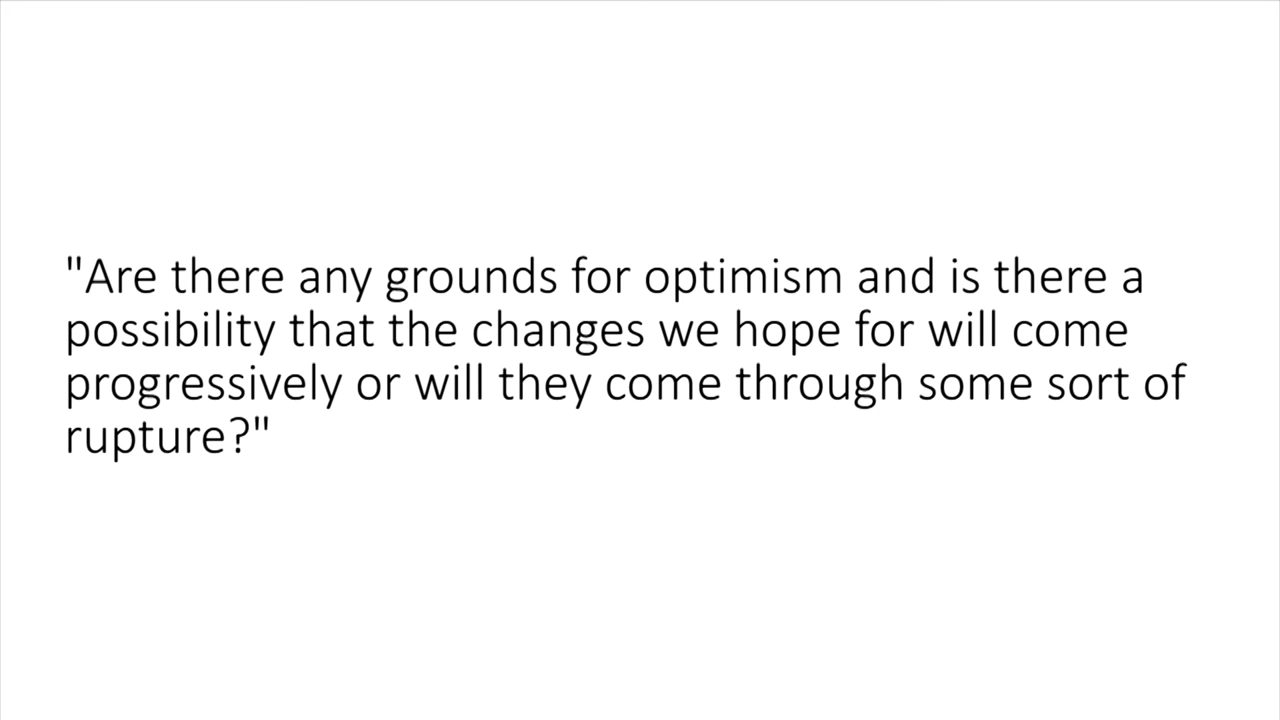 "Are there any grounds for optimism and is there a
possibility that the changes we hope for will come
progressively or will they come through some sort of
rupture?"